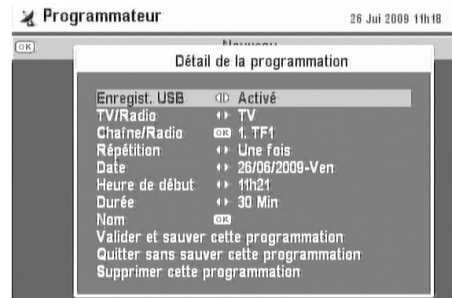 Programmateur 26 Jui 2009 11h18
OK Nouveau
Détail de la programmation
Enregist. USB Activé
TV/Radio TV
Chaîne/Radio OK 1. TF1
Répétition Une fois
Date 26/06/2009-Ven
Heure de début 11h21
Durée 30 Min
Nom OK
Valider et sauver cette programmation
Quitter sans sauver cette programmation
Supprimer cette programmation